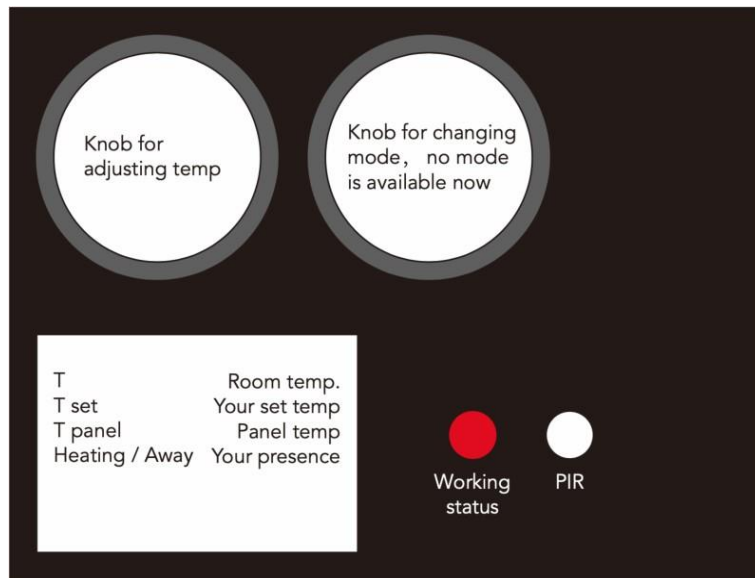 Knob for
adjusting temp
Knob for changing
mode， no mode
is available now
T Room temp.
T set Your set temp
T panel Panel temp
Heating / Away Your presence
Working
status
PIR